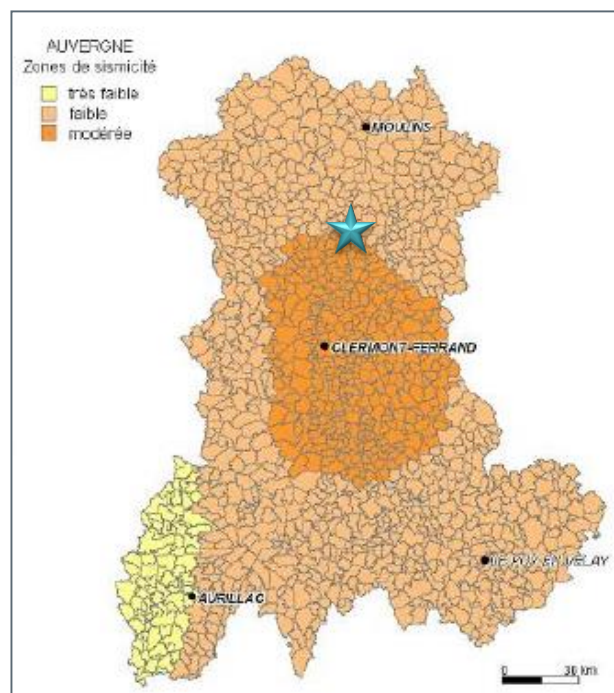 AUVERGNE
Zones de sismicité
très faible
faible
modérée
MOULINS
CLERMONT-FERRAND
LE PUY-EN-VELAY
AURILLAC
0 30 km